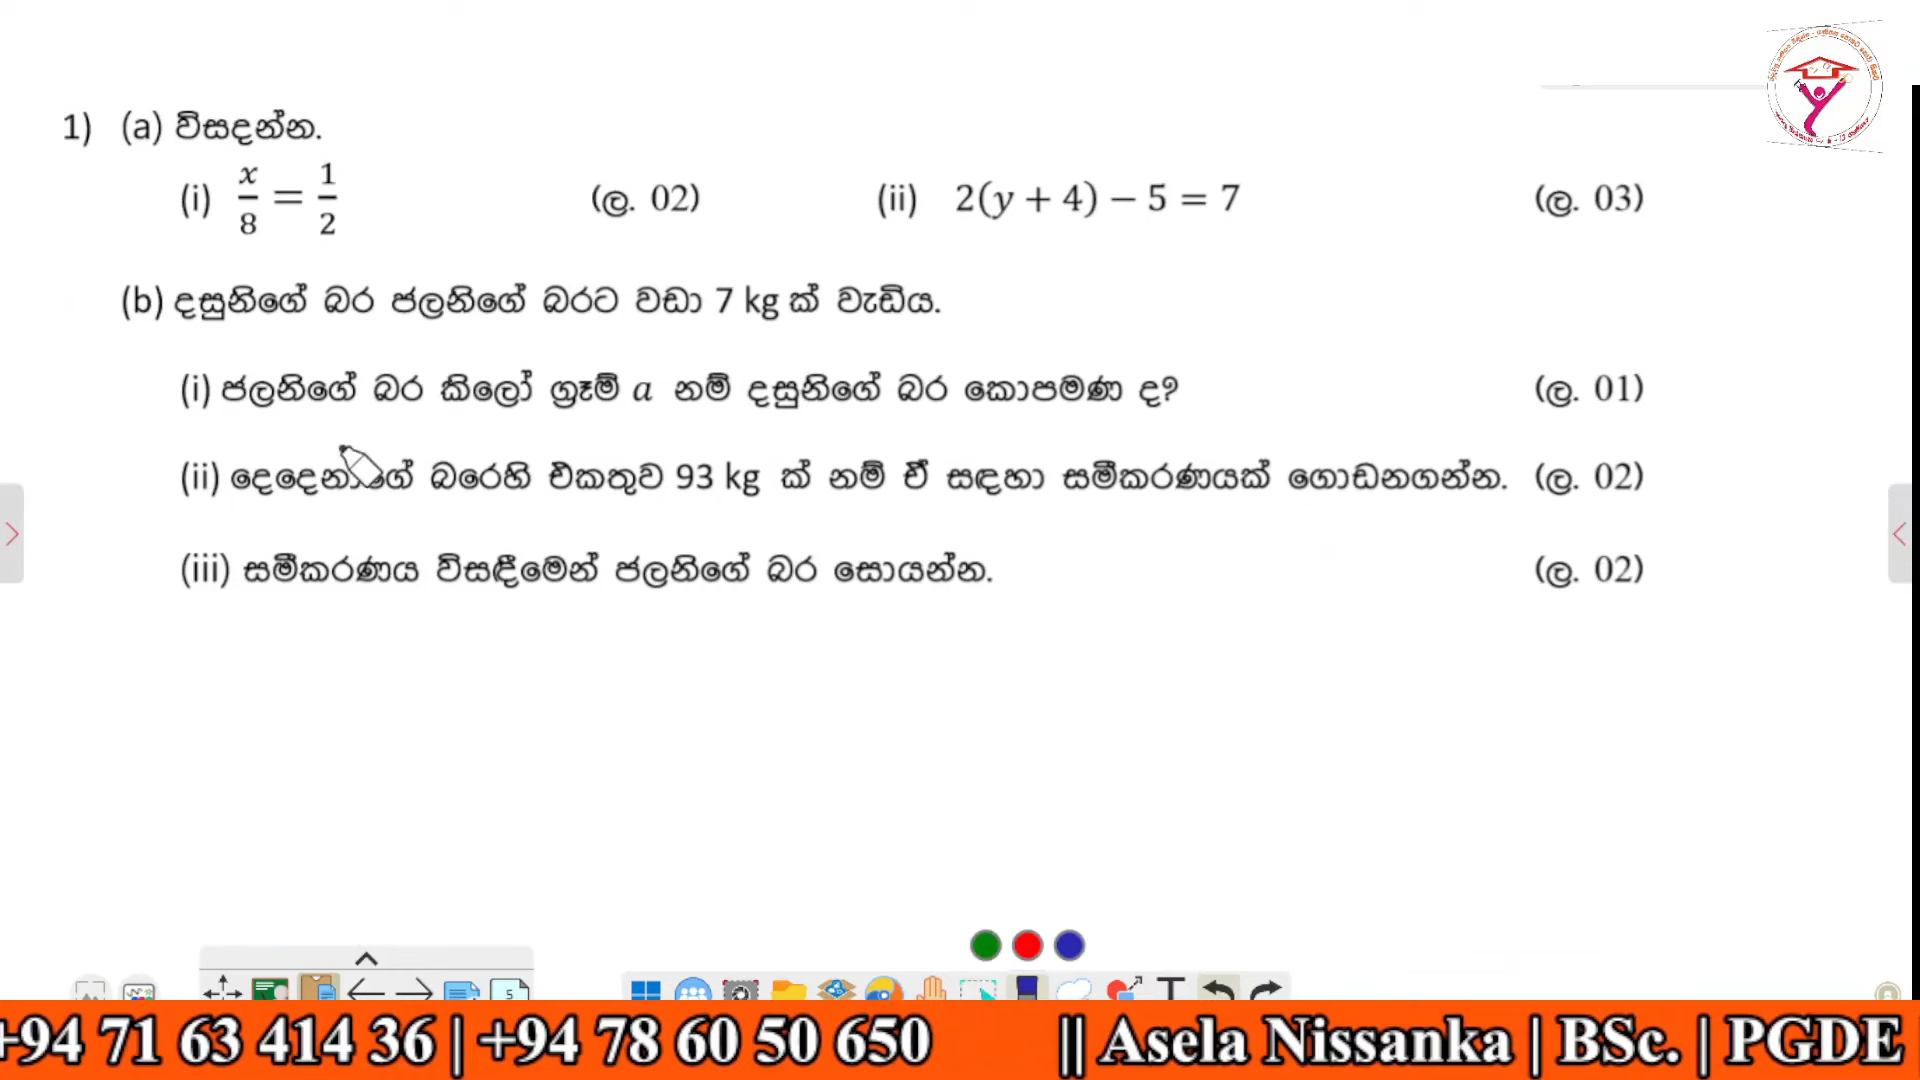 1) (a) විසදන්න.
(i) x/8 = 1/2 (ල. 02) (ii) 2(y + 4) − 5 = 7 (ල. 03)
(b) දසුනිගේ බර ජලනිගේ බරට වඩා 7 kg ක් වැඩිය.
(i) ජලනිගේ බර කිලෝ ග්‍රෑම් a නම් දසුනිගේ බර කොපමණ ද? (ල. 01)
(ii) දෙදෙනාගේ බරෙහි එකතුව 93 kg ක් නම් ඒ සඳහා සමීකරණයක් ගොඩනගන්න. (ල. 02)
(iii) සමීකරණය විසඳීමෙන් ජලනිගේ බර සොයන්න. (ල. 02)
5
+94 71 63 414 36 | +94 78 60 50 650 || Asela Nissanka | BSc. | PGDE